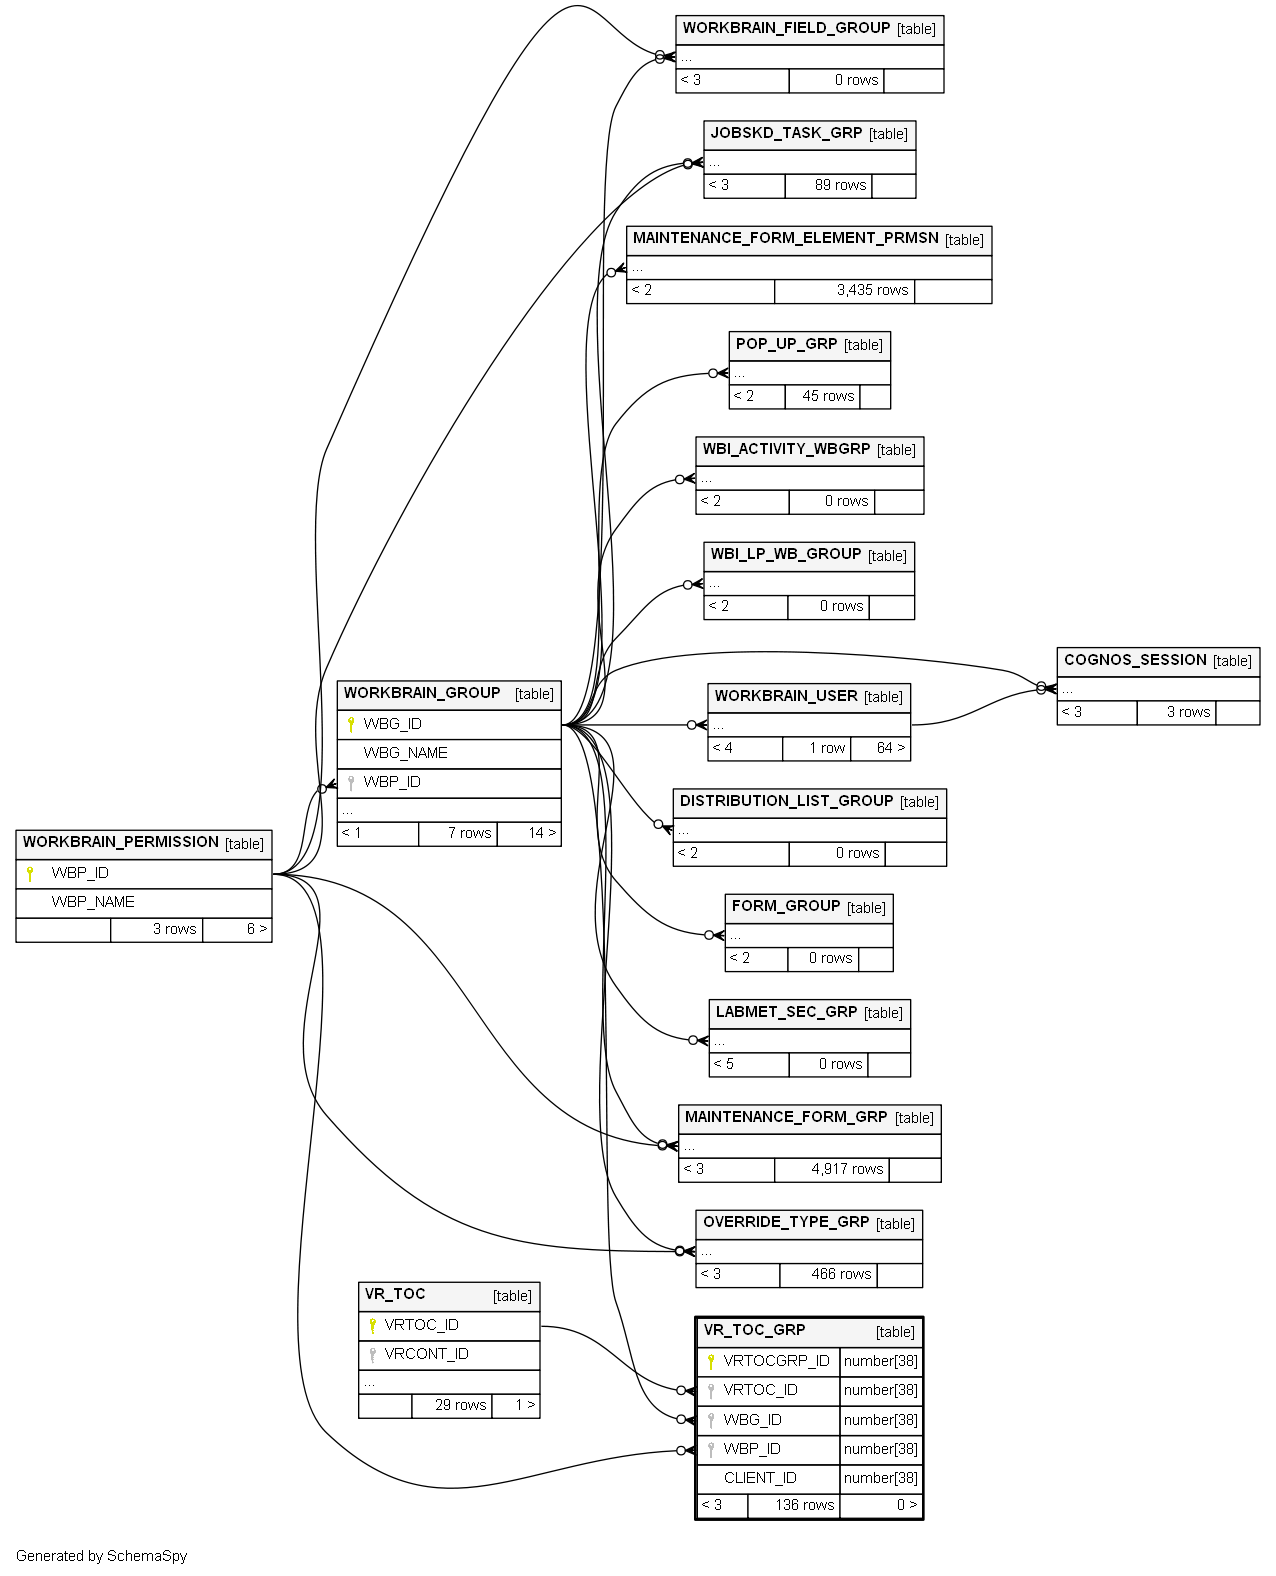 WORKBRAIN_FIELD_GROUP [table]
...
< 3 0 rows
JOBSKD_TASK_GRP [table]
...
< 3 89 rows
MAINTENANCE_FORM_ELEMENT_PRMSN [table]
...
< 2 3,435 rows
POP_UP_GRP [table]
...
< 2 45 rows
WBI_ACTIVITY_WBGRP [table]
...
< 2 0 rows
WBI_LP_WB_GROUP [table]
...
< 2 0 rows
COGNOS_SESSION [table]
...
< 3 3 rows
WORKBRAIN_GROUP [table]
WBG_ID
WBG_NAME
WBP_ID
...
< 1 7 rows 14 >
WORKBRAIN_USER [table]
...
< 4 1 row 64 >
DISTRIBUTION_LIST_GROUP [table]
...
< 2 0 rows
WORKBRAIN_PERMISSION [table]
WBP_ID
WBP_NAME
3 rows 6 >
FORM_GROUP [table]
...
< 2 0 rows
LABMET_SEC_GRP [table]
...
< 5 0 rows
MAINTENANCE_FORM_GRP [table]
...
< 3 4,917 rows
OVERRIDE_TYPE_GRP [table]
...
< 3 466 rows
VR_TOC [table]
VRTOC_ID
VRCONT_ID
...
29 rows 1 >
VR_TOC_GRP [table]
VRTOCGRP_ID number[38]
VRTOC_ID number[38]
WBG_ID number[38]
WBP_ID number[38]
CLIENT_ID number[38]
< 3 136 rows 0 >
Generated by SchemaSpy